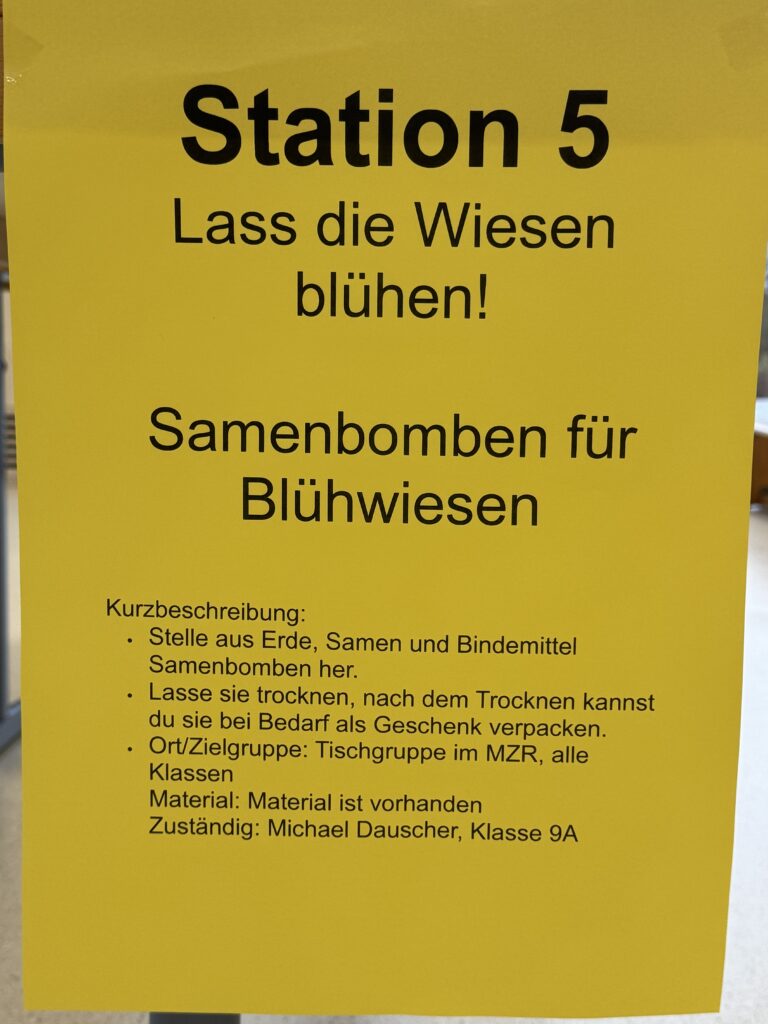 Station 5
Lass die Wiesen
blühen!
Samenbomben für
Blühwiesen
Kurzbeschreibung:
• Stelle aus Erde, Samen und Bindemittel
Samenbomben her.
• Lasse sie trocknen, nach dem Trocknen kannst
du sie bei Bedarf als Geschenk verpacken.
• Ort/Zielgruppe: Tischgruppe im MZR, alle
Klassen
Material: Material ist vorhanden
Zuständig: Michael Dauscher, Klasse 9A